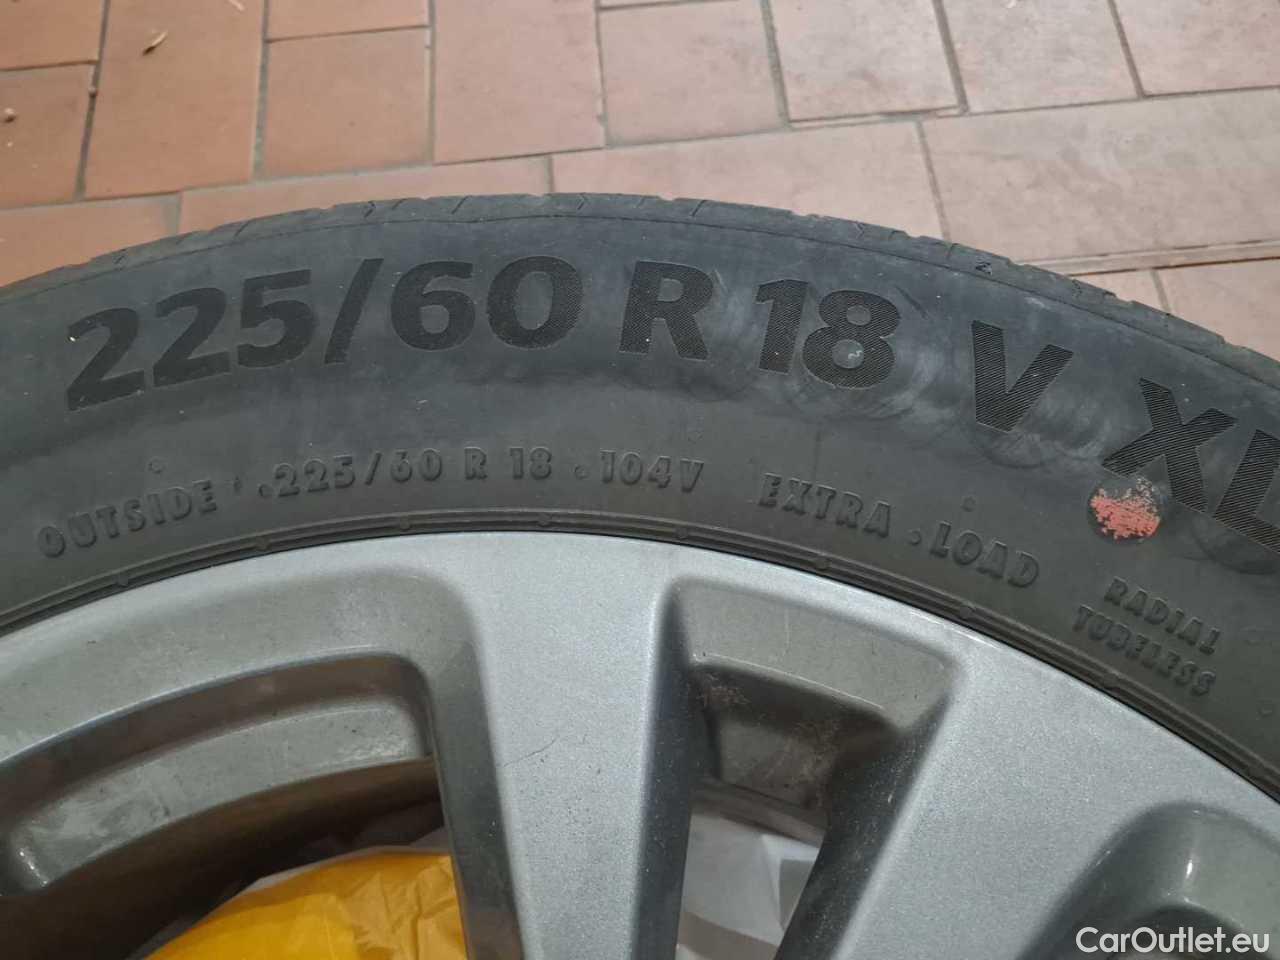 225/60 R 18 V XL
OUTSIDE . 225/60 R 18 . 104V EXTRA . LOAD
RADIAL
TUBELESS
CarOutlet.eu